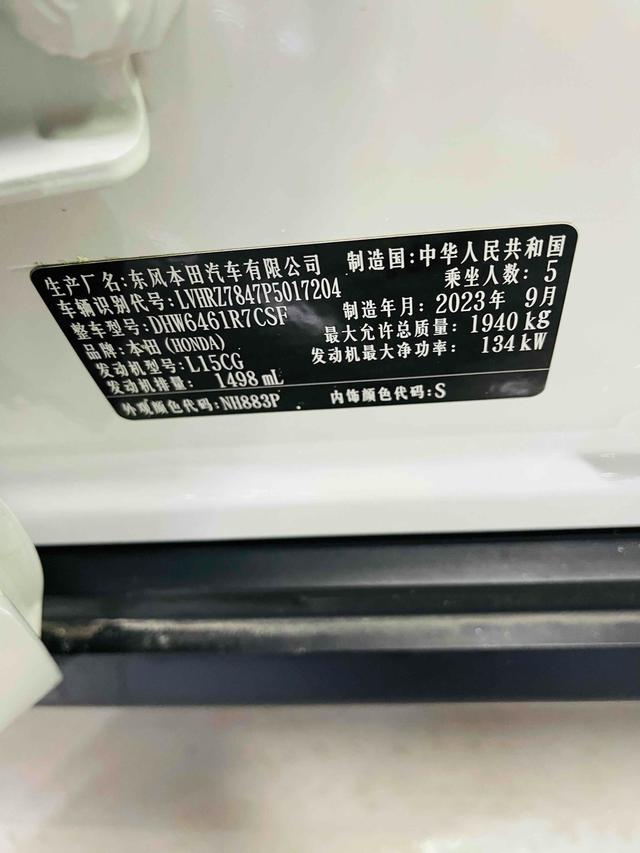 生产厂名:东风本田汽车有限公司 制造国:中华人民共和国
车辆识别代号:LVHRZ7847P5017204 乘坐人数:5
整车型号:DHW6461R7CSF 制造年月:2023年 9月
品牌:本田(HONDA) 最大允许总质量:1940 kg
发动机型号:L15CG 发动机最大净功率:134 kW
发动机排量:1498 mL
外观颜色代码:NH883P 内饰颜色代码:S